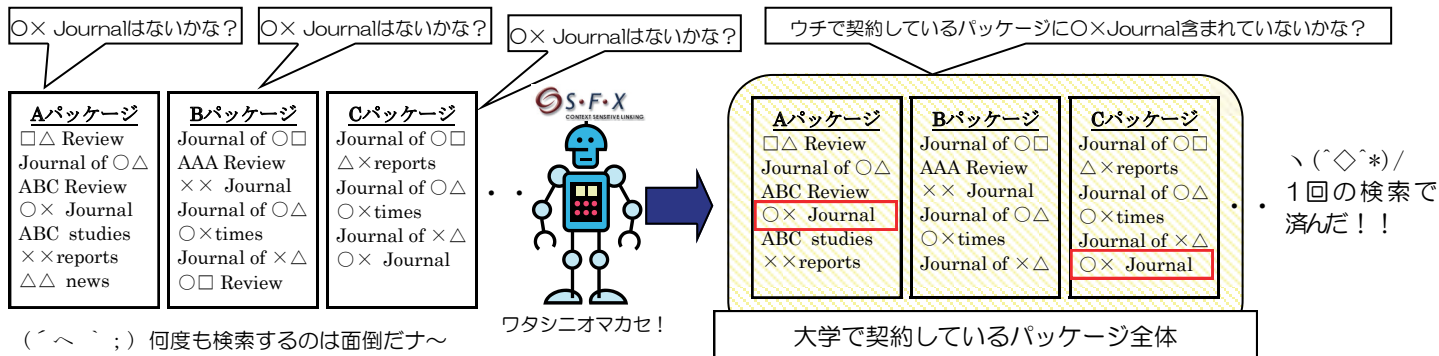 ○× Journalはないかな？
○× Journalはないかな？
○× Journalはないかな？
Aパッケージ
□△ Review
Journal of ○△
ABC Review
○× Journal
ABC studies
××reports
△△ news
Bパッケージ
Journal of ○□
AAA Review
×× Journal
Journal of ○△
○×times
Journal of ×△
○□ Review
Cパッケージ
Journal of ○□
△×reports
Journal of ○△
○×times
Journal of ×△
○× Journal
・・
(´へ｀;) 何度も検索するのは面倒だナ～
S・F・X
CONTEXT SENSITIVE LINKING
ワタシニオマカセ！
ウチで契約しているパッケージに○×Journal含まれていないかな？
Aパッケージ
□△ Review
Journal of ○△
ABC Review
○× Journal
ABC studies
××reports
Bパッケージ
Journal of ○□
AAA Review
×× Journal
Journal of ○△
○×times
Journal of ×△
Cパッケージ
Journal of ○□
△×reports
Journal of ○△
○×times
Journal of ×△
○× Journal
・・
大学で契約しているパッケージ全体
ヽ(^◇^*)/
１回の検索で
済んだ！！